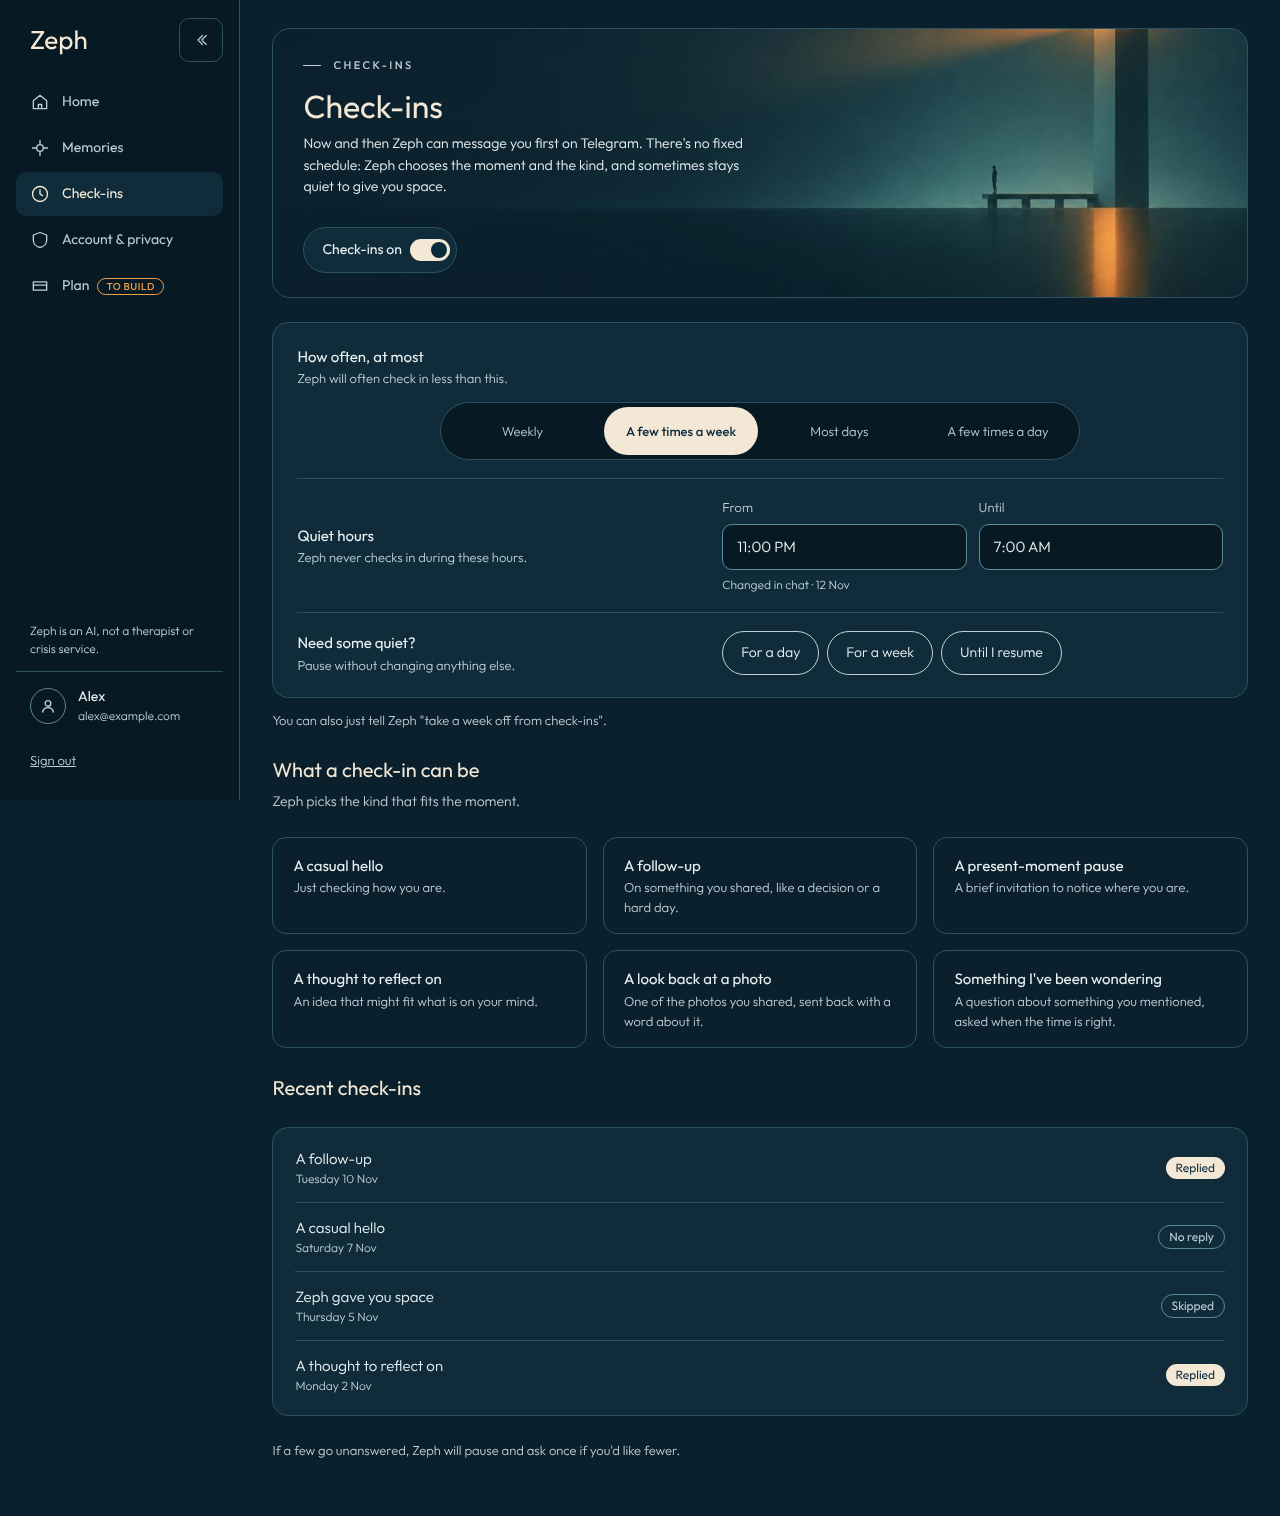 Zeph
Home
Memories
Check-ins
Account & privacy
Plan TO BUILD
Zeph is an AI, not a therapist or
crisis service.
Alex
alex@example.com
Sign out
CHECK-INS
Check-ins
Now and then Zeph can message you first on Telegram. There's no fixed
schedule: Zeph chooses the moment and the kind, and sometimes stays
quiet to give you space.
Check-ins on
How often, at most
Zeph will often check in less than this.
Weekly
A few times a week
Most days
A few times a day
Quiet hours
Zeph never checks in during these hours.
From
Until
11:00 PM
7:00 AM
Changed in chat · 12 Nov
Need some quiet?
Pause without changing anything else.
For a day
For a week
Until I resume
You can also just tell Zeph "take a week off from check-ins".
What a check-in can be
Zeph picks the kind that fits the moment.
A casual hello
Just checking how you are.
A follow-up
On something you shared, like a decision or a
hard day.
A present-moment pause
A brief invitation to notice where you are.
A thought to reflect on
An idea that might fit what is on your mind.
A look back at a photo
One of the photos you shared, sent back with a
word about it.
Something I've been wondering
A question about something you mentioned,
asked when the time is right.
Recent check-ins
A follow-up
Tuesday 10 Nov
Replied
A casual hello
Saturday 7 Nov
No reply
Zeph gave you space
Thursday 5 Nov
Skipped
A thought to reflect on
Monday 2 Nov
Replied
If a few go unanswered, Zeph will pause and ask once if you'd like fewer.